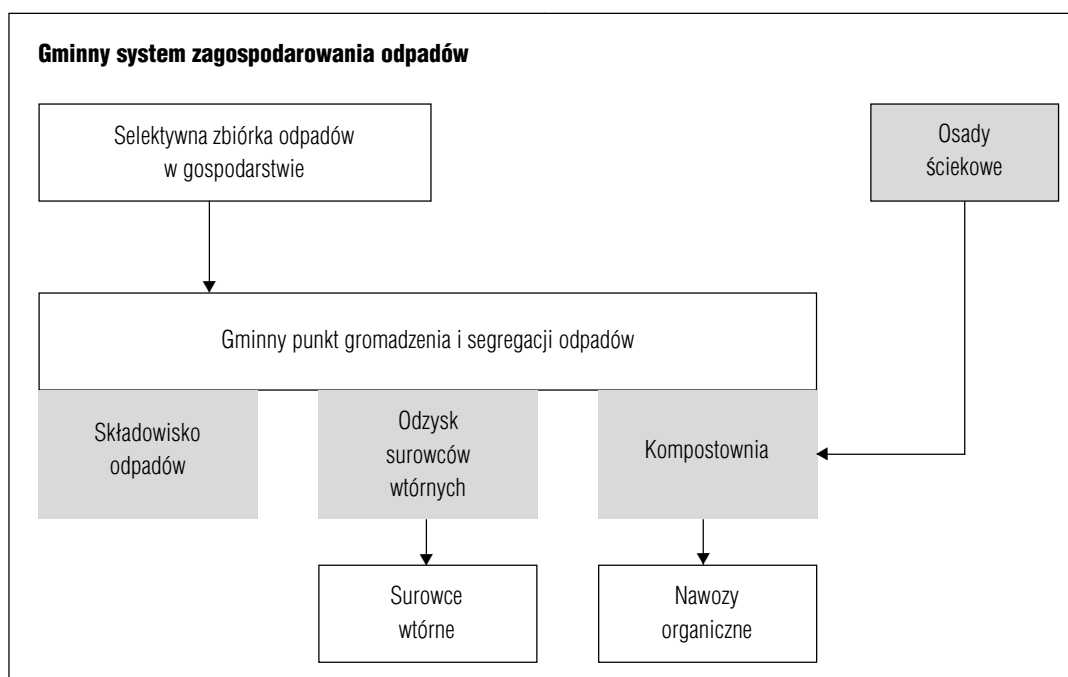 Gminny system zagospodarowania odpadów
Selektywna zbiórka odpadów
w gospodarstwie
Osady
ściekowe
Gminny punkt gromadzenia i segregacji odpadów
Składowisko
odpadów
Odzysk
surowców
wtórnych
Kompostownia
Surowce
wtórne
Nawozy
organiczne